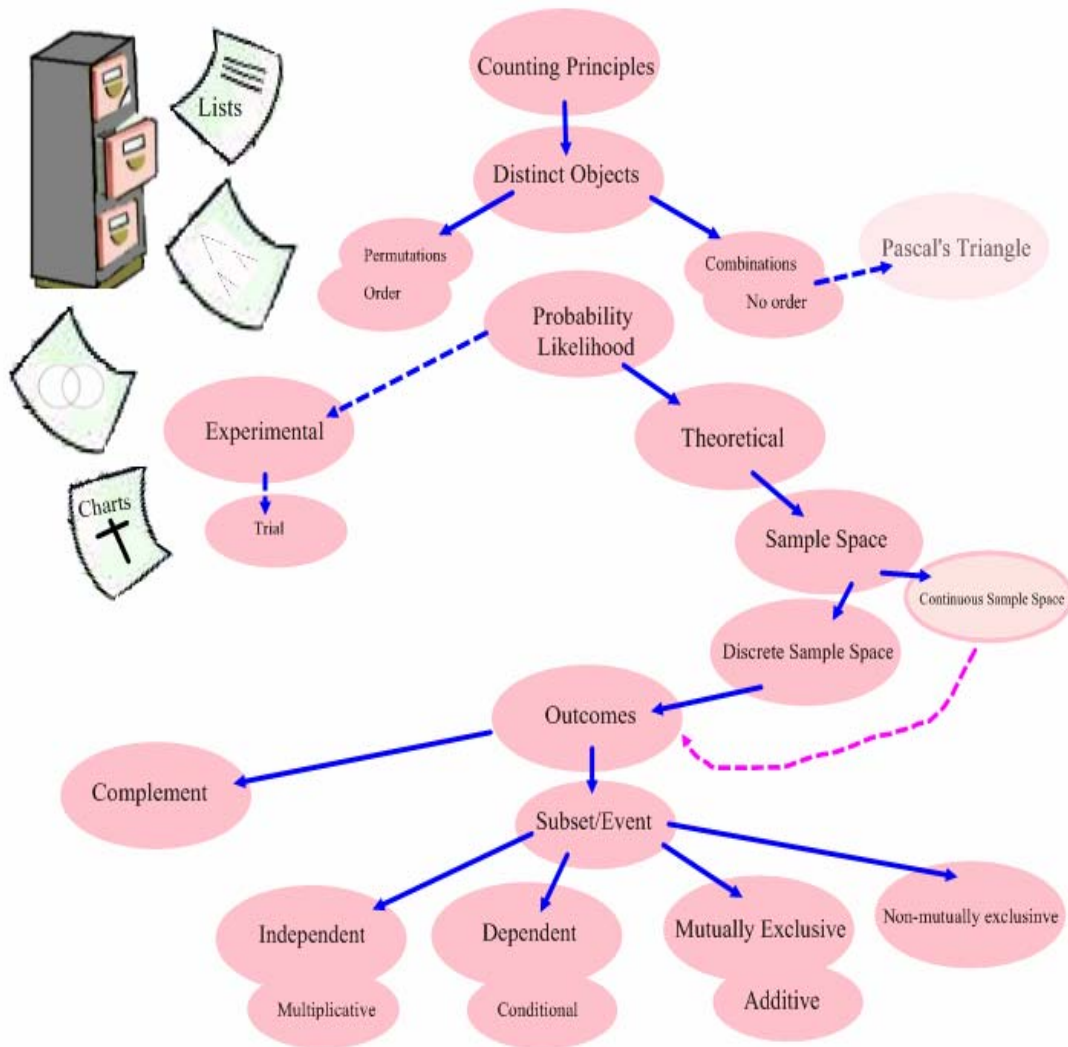 Counting Principles
Lists
Distinct Objects
Permutations
Order
Combinations
No order
Pascal's Triangle
Probability
Likelihood
Experimental
Theoretical
Charts
Trial
Sample Space
Continuous Sample Space
Discrete Sample Space
Outcomes
Complement
Subset/Event
Independent
Dependent
Mutually Exclusive
Non-mutually exclusinve
Multiplicative
Conditional
Additive